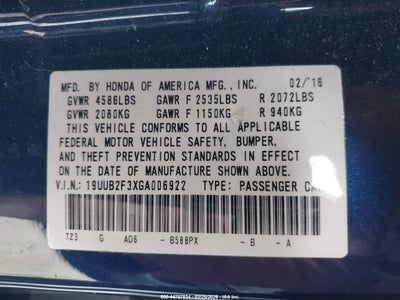 MFD. BY HONDA OF AMERICA MFG., INC. 02/'16
GVWR 4586LBS GAWR F 2535LBS R 2072LBS
GVWR 2080KG GAWR F 1150KG R 940KG
THIS VEHICLE CONFORMS TO ALL APPLICABLE
FEDERAL MOTOR VEHICLE SAFETY, BUMPER,
AND THEFT PREVENTION STANDARDS IN EFFECT
ON THE DATE OF MANUFACTURE SHOWN ABOVE.
V.I.N: 19UUB2F3XGA006922 TYPE: PASSENGER CAR
TZ3 G AD6 - B588PX - B - A